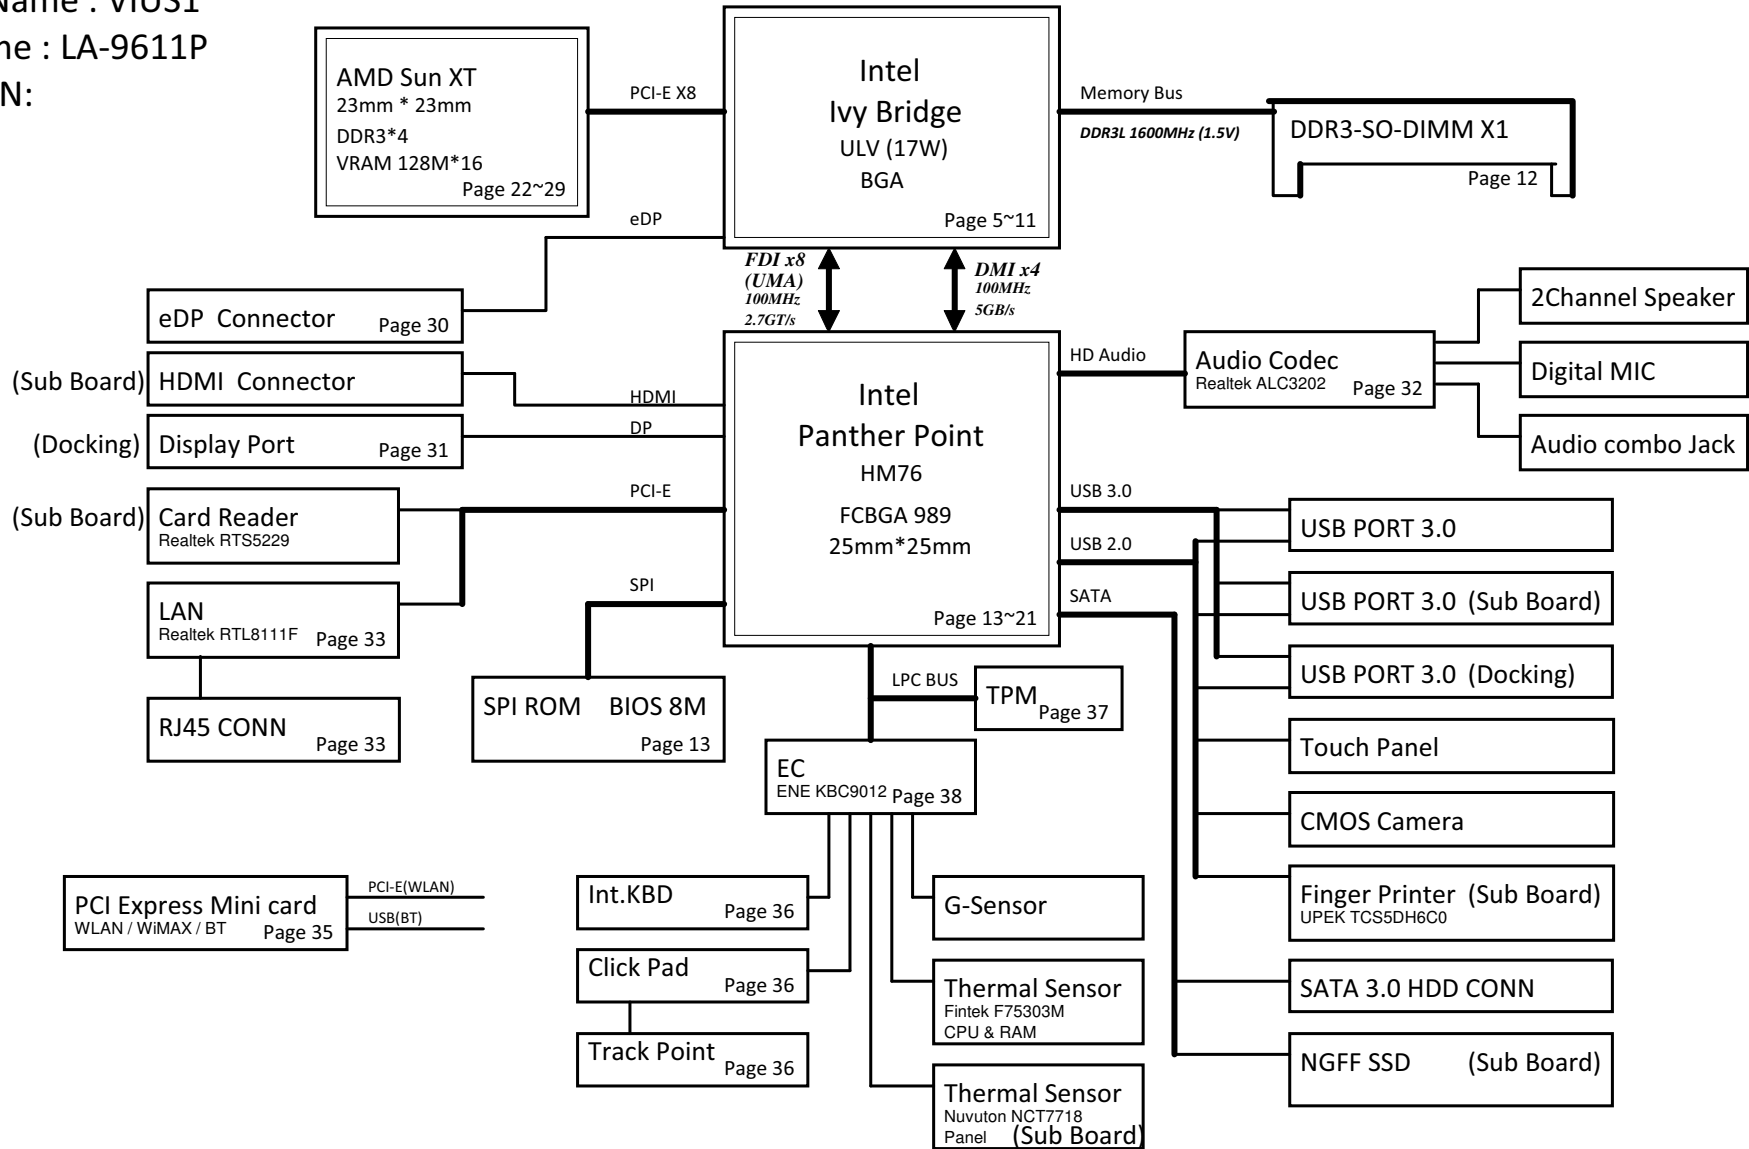 Name : VIUS1
me : LA-9611P
N:
AMD Sun XT
23mm * 23mm
DDR3*4
VRAM 128M*16
Page 22~29
PCI-E X8
Intel
Ivy Bridge
ULV (17W)
BGA
Page 5~11
Memory Bus
DDR3L 1600MHz (1.5V)
DDR3-SO-DIMM X1
Page 12
eDP
FDI x8
(UMA)
100MHz
2.7GT/s
DMI x4
100MHz
5GB/s
eDP Connector Page 30
(Sub Board) HDMI Connector
HDMI
(Docking) Display Port Page 31
DP
(Sub Board) Card Reader
Realtek RTS5229
PCI-E
LAN
Realtek RTL8111F Page 33
RJ45 CONN
Page 33
SPI
SPI ROM BIOS 8M
Page 13
Intel
Panther Point
HM76
FCBGA 989
25mm*25mm
Page 13~21
HD Audio
Audio Codec
Realtek ALC3202 Page 32
2Channel Speaker
Digital MIC
Audio combo Jack
USB 3.0
USB 2.0
SATA
USB PORT 3.0
USB PORT 3.0 (Sub Board)
USB PORT 3.0 (Docking)
Touch Panel
CMOS Camera
Finger Printer (Sub Board)
UPEK TCS5DH6C0
SATA 3.0 HDD CONN
NGFF SSD (Sub Board)
LPC BUS
TPM
Page 37
EC
ENE KBC9012 Page 38
PCI Express Mini card
WLAN / WiMAX / BT Page 35
PCI-E(WLAN)
USB(BT)
Int.KBD
Page 36
Click Pad
Page 36
Track Point
Page 36
G-Sensor
Thermal Sensor
Fintek F75303M
CPU & RAM
Thermal Sensor
Nuvuton NCT7718
Panel (Sub Board)